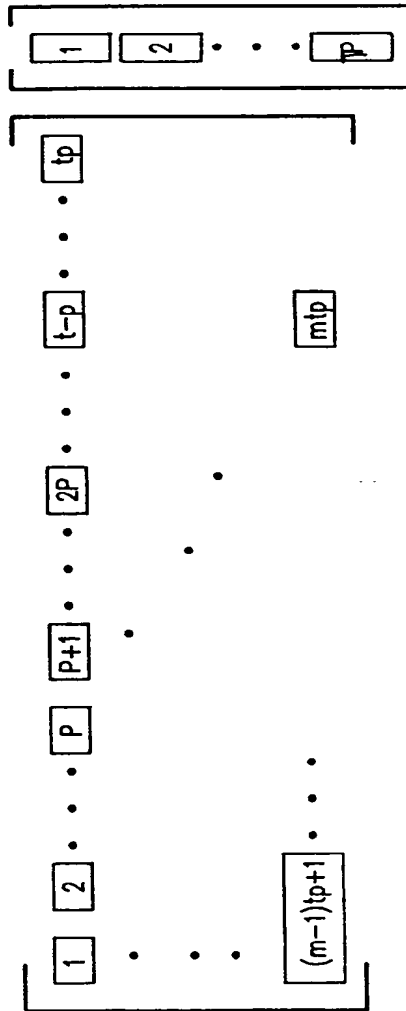 1 2 • • • P P+1 • • • 2P • • • t-p • • • tp
(m-1)tp+1 • • • mtp
1
2